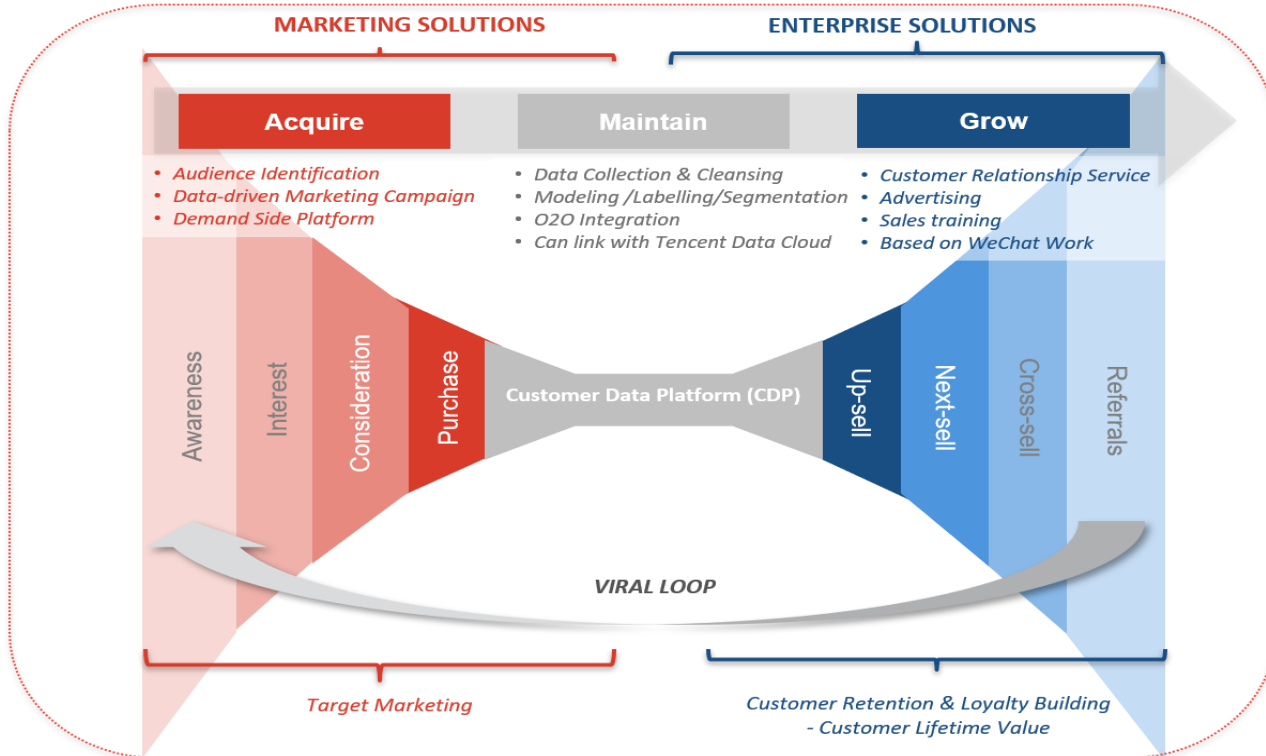 MARKETING SOLUTIONS
ENTERPRISE SOLUTIONS
Acquire
Maintain
Grow
• Audience Identification
• Data-driven Marketing Campaign
• Demand Side Platform
• Data Collection & Cleansing
• Modeling /Labelling/Segmentation
• O2O Integration
• Can link with Tencent Data Cloud
• Customer Relationship Service
• Advertising
• Sales training
• Based on WeChat Work
Awareness
Interest
Consideration
Purchase
Customer Data Platform (CDP)
Up-sell
Next-sell
Cross-sell
Referrals
VIRAL LOOP
Target Marketing
Customer Retention & Loyalty Building
- Customer Lifetime Value